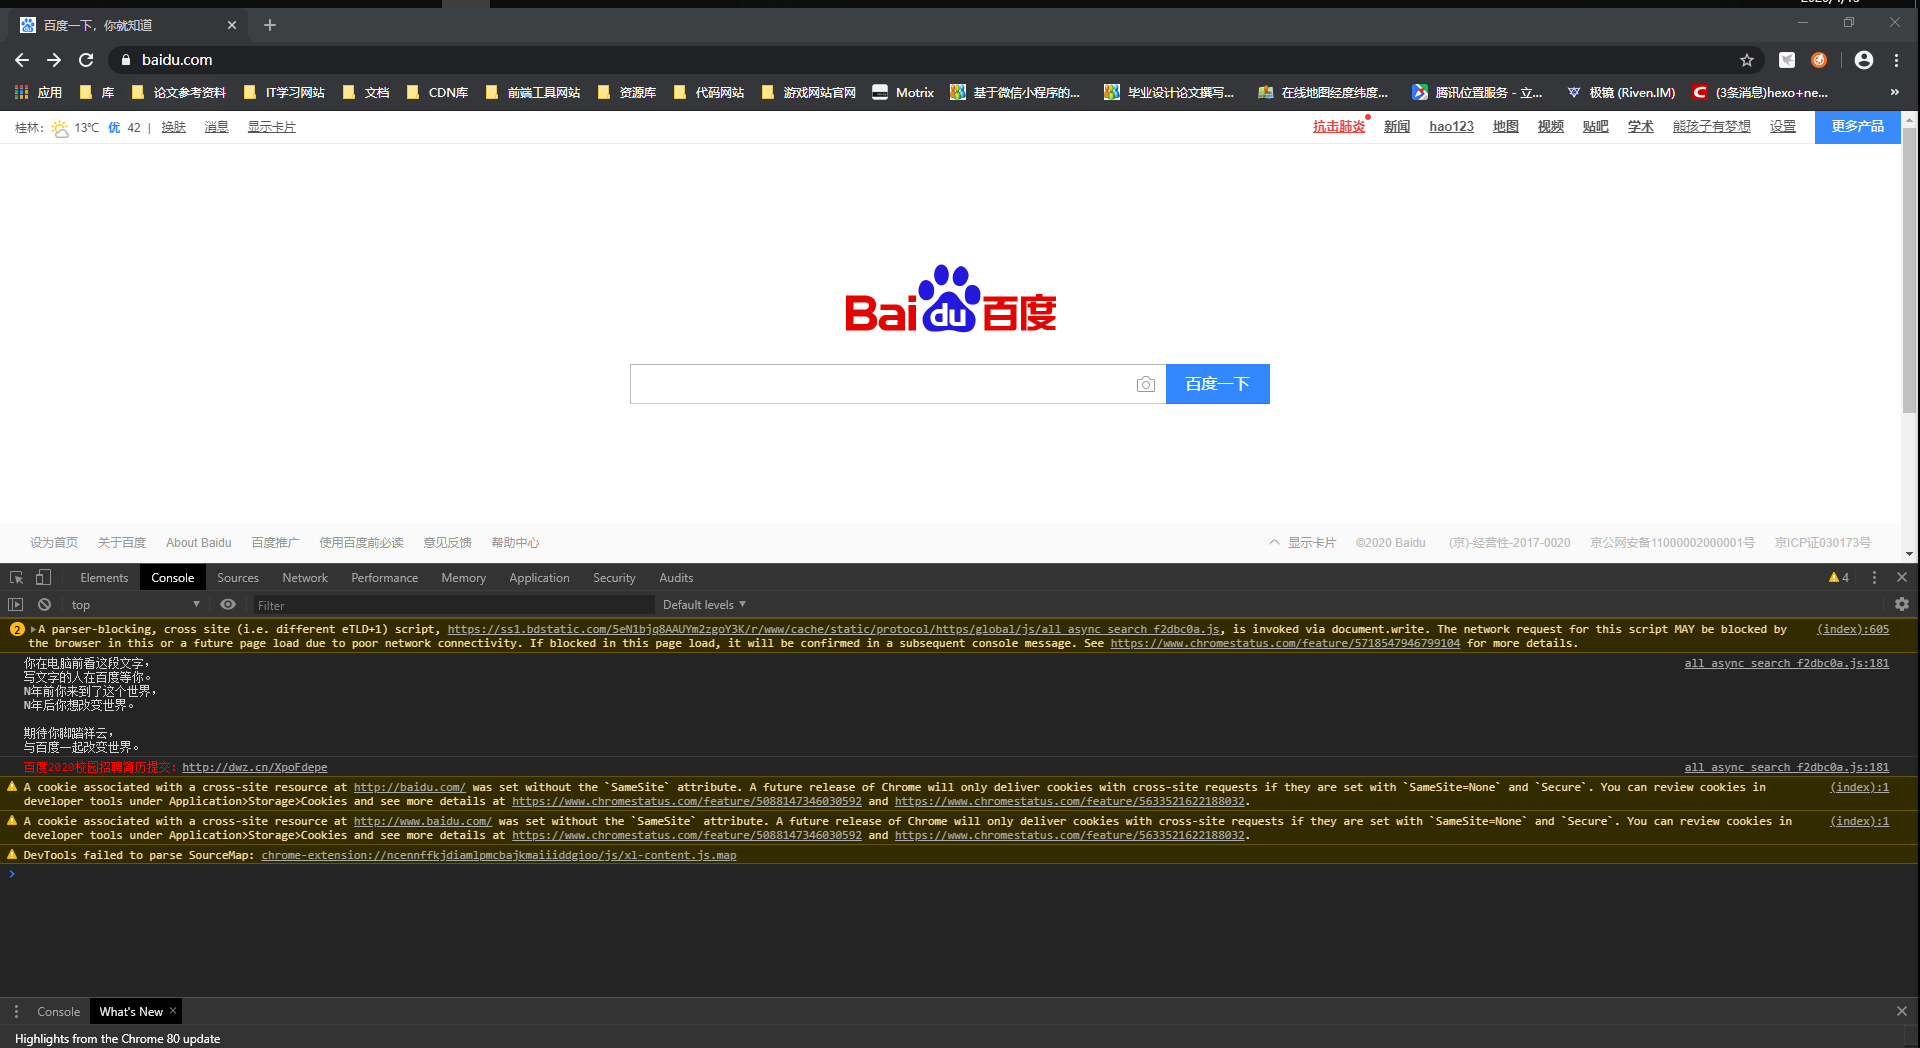 百度一下，你就知道
baidu.com
应用 库 论文参考资料 IT学习网站 文档 CDN库 前端工具网站 资源库 代码网站 游戏网站官网 Motrix 基于微信小程序的... 毕业设计论文撰写... 在线地图经度纬度... 腾讯位置服务 - 立... 极镜 (Riven.IM) (3条消息)hexo+ne... »
桂林: 13℃ 优 42 | 换肤 消息 显示卡片
抗击肺炎 新闻 hao123 地图 视频 贴吧 学术 熊孩子有梦想 设置 更多产品
Bai du 百度
百度一下
设为首页 关于百度 About Baidu 百度推广 使用百度前必读 意见反馈 帮助中心
显示卡片 ©2020 Baidu (京)-经营性-2017-0020 京公网安备11000002000001号 京ICP证030173号
Elements Console Sources Network Performance Memory Application Security Audits 4
top Filter Default levels
2 A parser-blocking, cross site (i.e. different eTLD+1) script, https://ss1.bdstatic.com/5eN1bjq8AAUYm2zgoY3K/r/www/cache/static/protocol/https/global/js/all_async_search_f2dbc0a.js, is invoked via document.write. The network request for this script MAY be blocked by (index):605
the browser in this or a future page load due to poor network connectivity. If blocked in this page load, it will be confirmed in a subsequent console message. See https://www.chromestatus.com/feature/5718547946799104 for more details.
你在电脑前看这段文字， all_async_search_f2dbc0a.js:181
写文字的人在百度等你。
N年前你来到了这个世界，
N年后你想改变世界。
期待你脚踏祥云，
与百度一起改变世界。
百度2020校园招聘简历提交：http://dwz.cn/XpoFdepe all_async_search_f2dbc0a.js:181
A cookie associated with a cross-site resource at http://baidu.com/ was set without the `SameSite` attribute. A future release of Chrome will only deliver cookies with cross-site requests if they are set with `SameSite=None` and `Secure`. You can review cookies in (index):1
developer tools under Application>Storage>Cookies and see more details at https://www.chromestatus.com/feature/5088147346030592 and https://www.chromestatus.com/feature/5633521622188032.
A cookie associated with a cross-site resource at http://www.baidu.com/ was set without the `SameSite` attribute. A future release of Chrome will only deliver cookies with cross-site requests if they are set with `SameSite=None` and `Secure`. You can review cookies in (index):1
developer tools under Application>Storage>Cookies and see more details at https://www.chromestatus.com/feature/5088147346030592 and https://www.chromestatus.com/feature/5633521622188032.
DevTools failed to parse SourceMap: chrome-extension://ncennffkjdiamlpmcbajkmaiiiddgioo/js/xl-content.js.map
Console What's New
Highlights from the Chrome 80 update